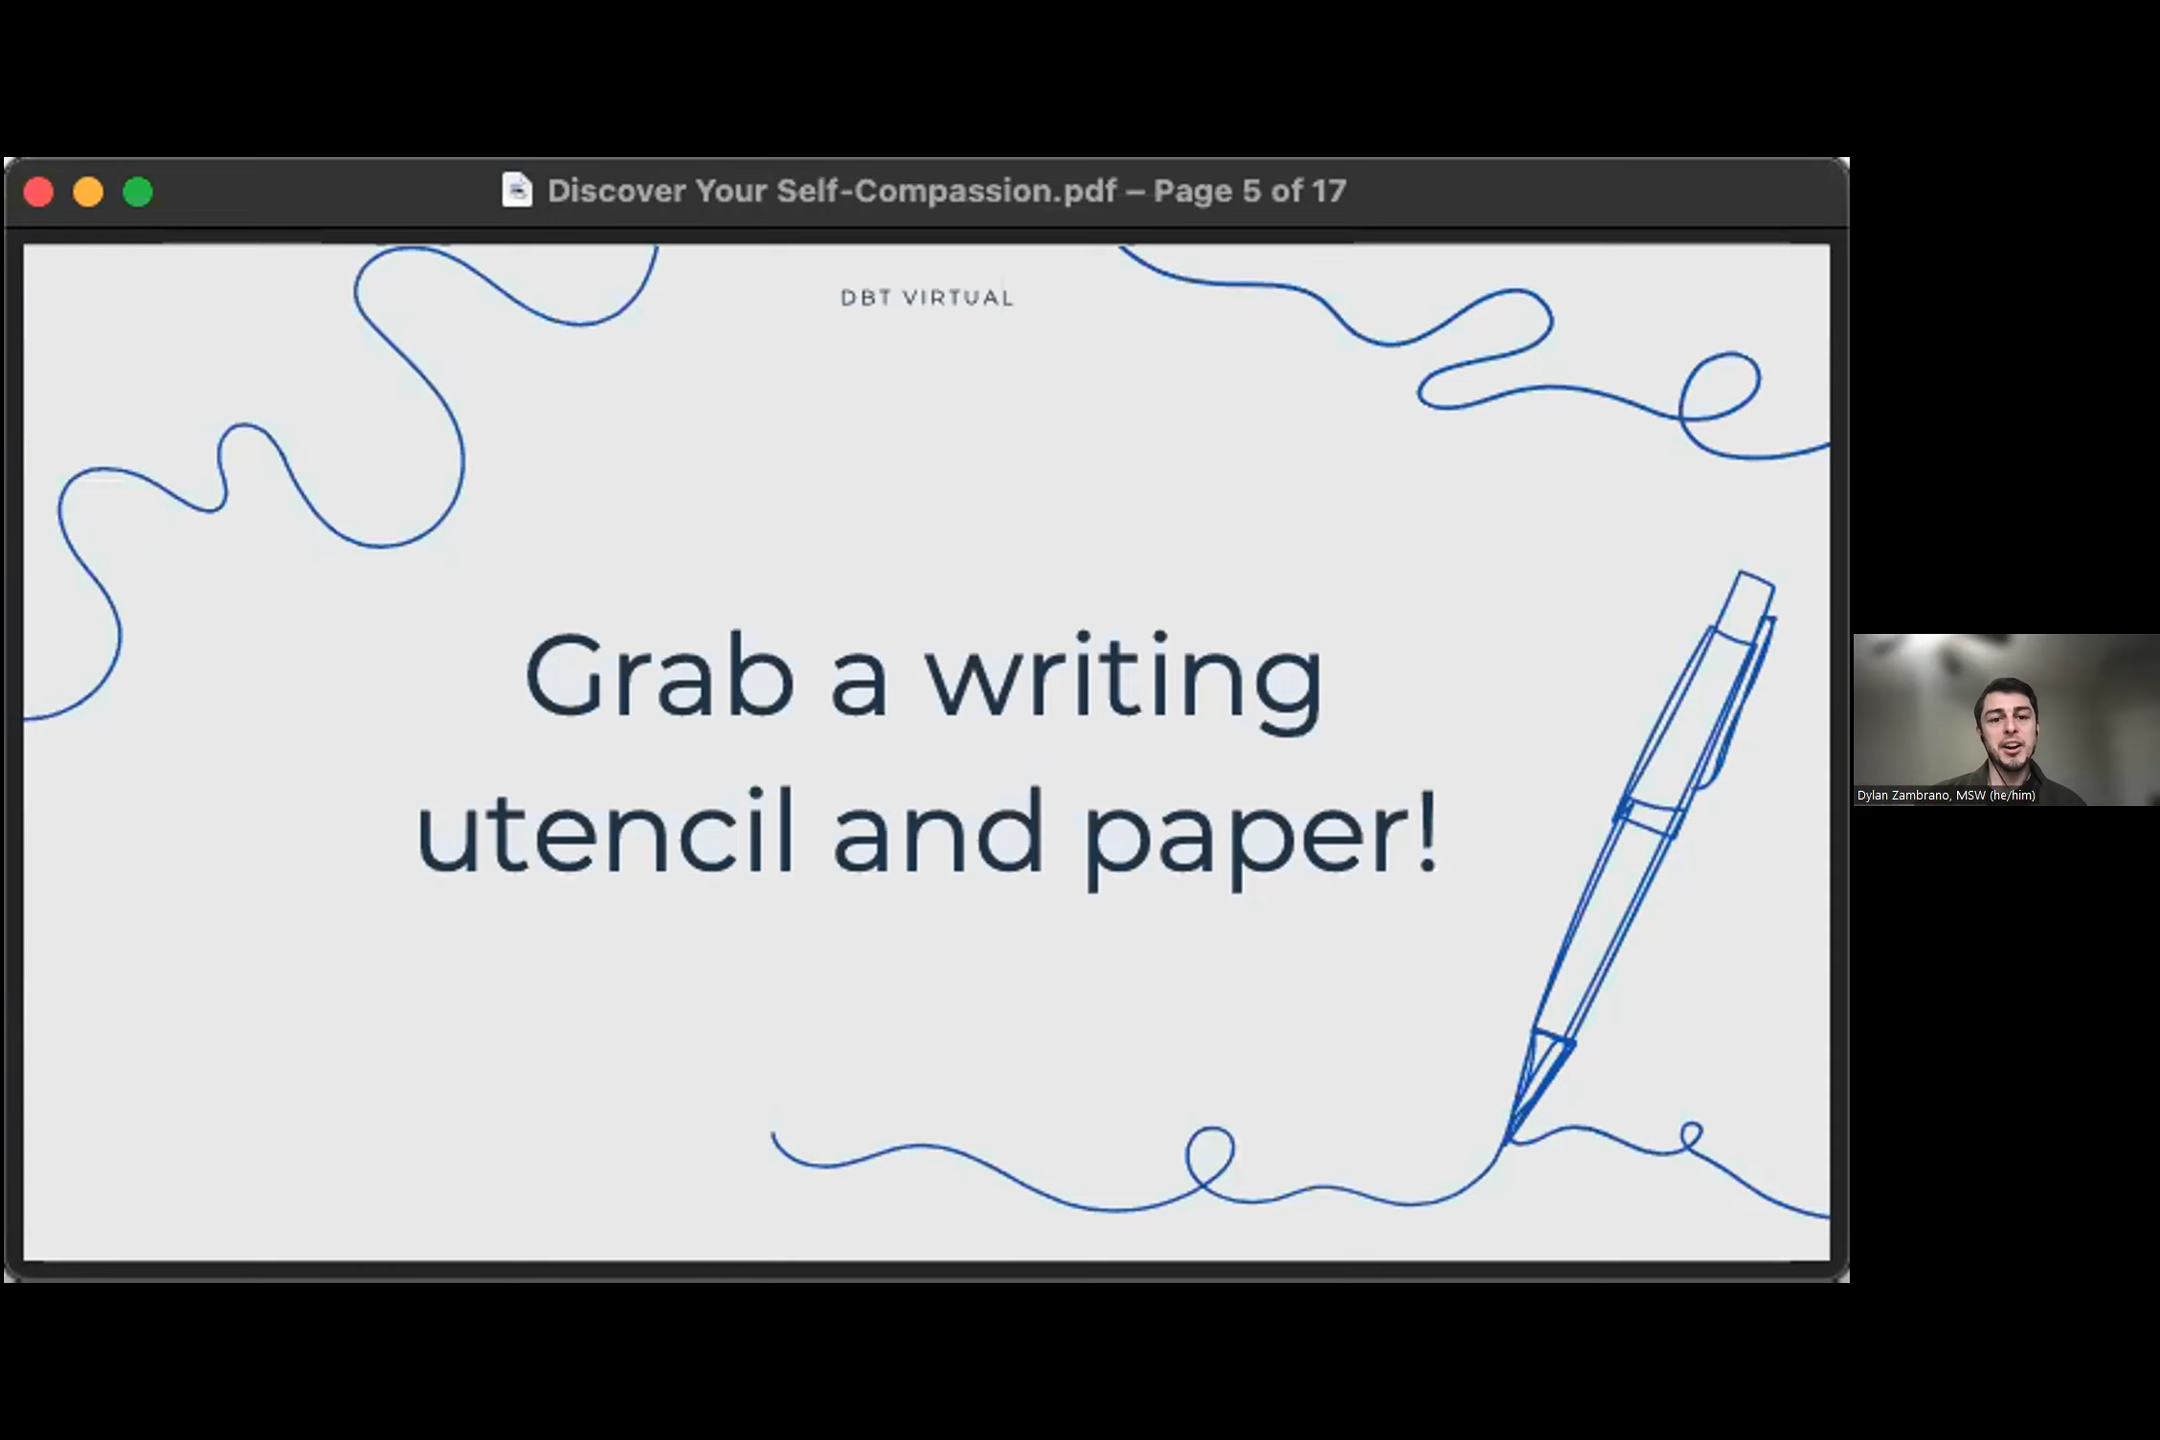 Discover Your Self-Compassion.pdf – Page 5 of 17
DBT VIRTUAL
Grab a writing
utencil and paper!
Dylan Zambrano, MSW (he/him)